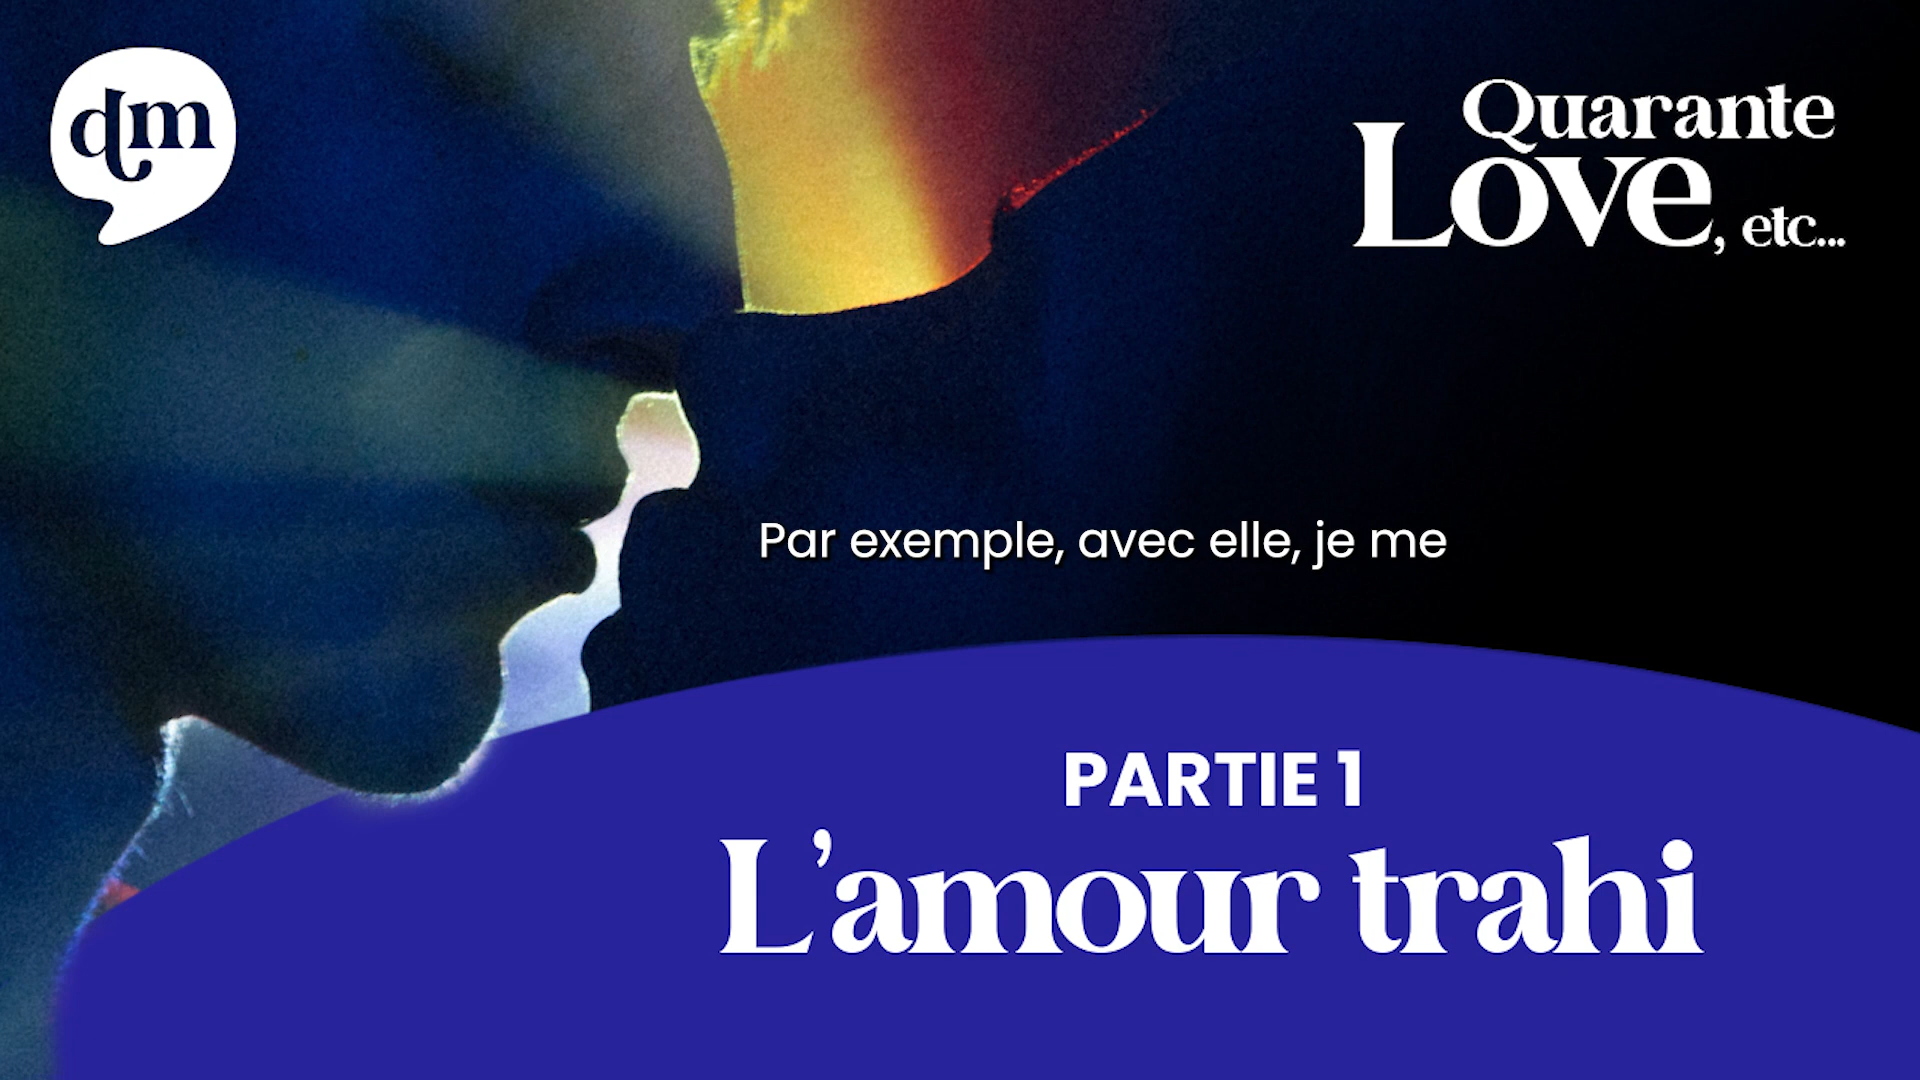 dm
Quarante
Love, etc...
Par exemple, avec elle, je me
PARTIE 1
L'amour trahi